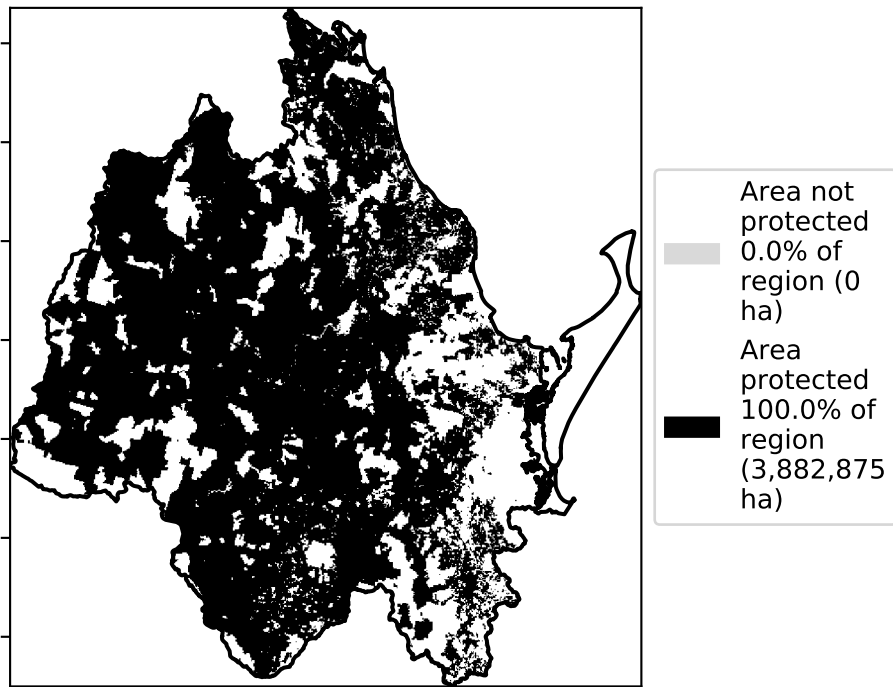 Area not
protected
0.0% of
region (0
ha)
Area
protected
100.0% of
region
(3,882,875
ha)